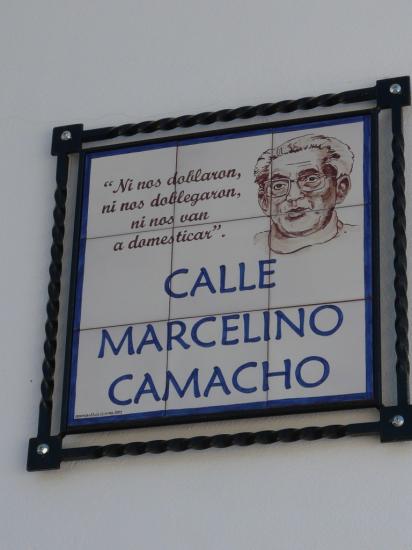 “Ni nos doblaron,
ni nos doblegaron,
ni nos van
a domesticar”.
CALLE
MARCELINO
CAMACHO